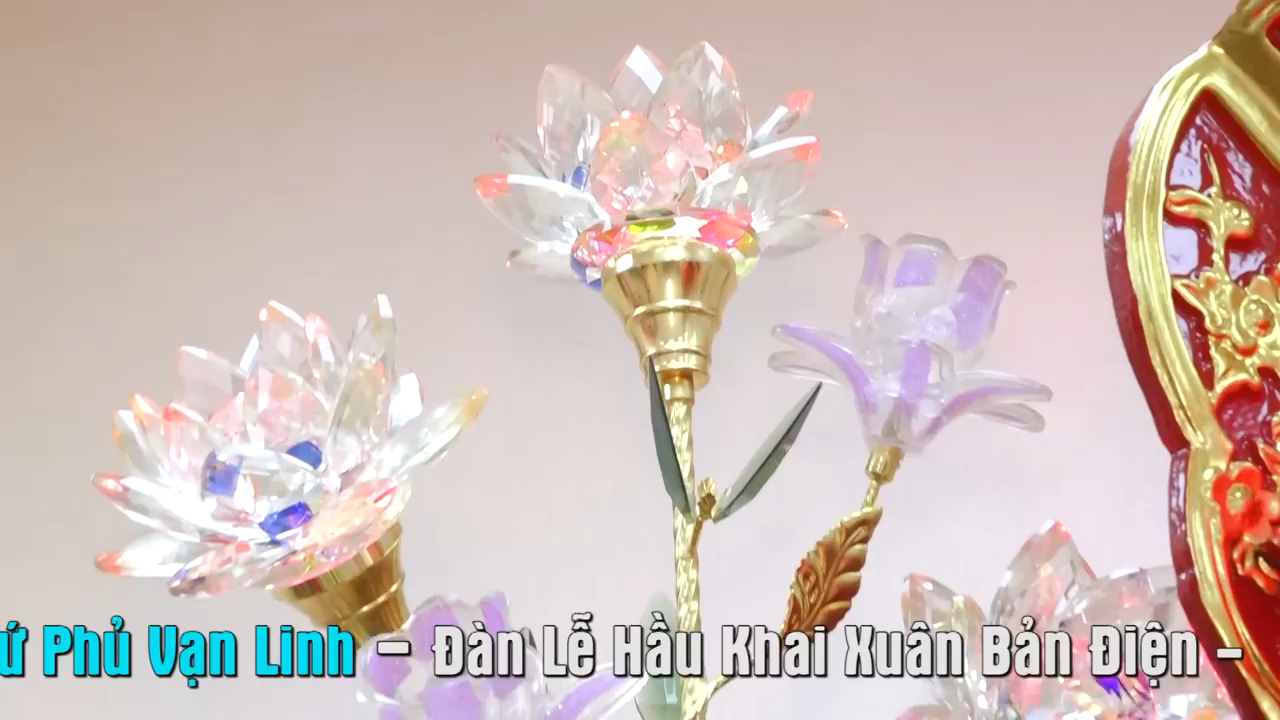 ứ Phủ Vạn Linh - Đàn Lễ Hầu Khai Xuân Bản Điện -